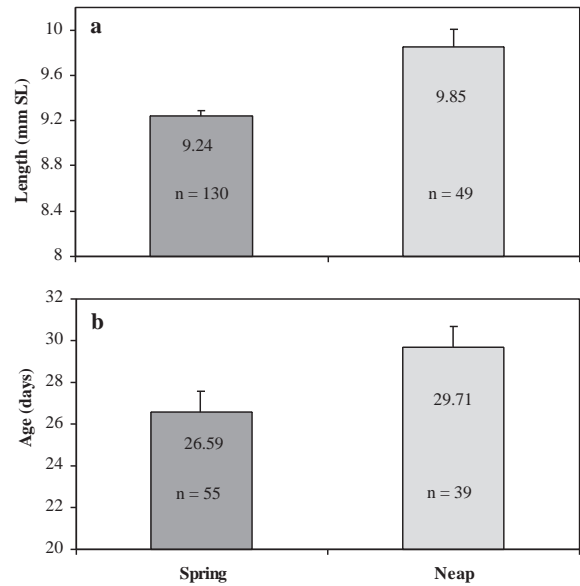 a
Length (mm SL)
10
9.6
9.2
8.8
8.4
8
9.24
n = 130
9.85
n = 49
b
Age (days)
32
30
28
26
24
22
20
26.59
n = 55
29.71
n = 39
Spring
Neap